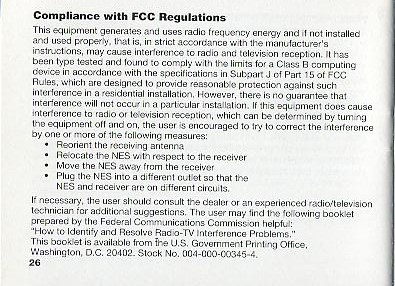 Compliance with FCC Regulations
This equipment generates and uses radio frequency energy and if not installed
and used properly, that is, in strict accordance with the manufacturer's
instructions, may cause interference to radio and television reception. It has
been type tested and found to comply with the limits for a Class B computing
device in accordance with the specifications in Subpart J of Part 15 of FCC
Rules, which are designed to provide reasonable protection against such
interference in a residential installation. However, there is no guarantee that
interference will not occur in a particular installation. If this equipment does cause
interference to radio or television reception, which can be determined by turning
the equipment off and on, the user is encouraged to try to correct the interference
by one or more of the following measures:
• Reorient the receiving antenna
• Relocate the NES with respect to the receiver
• Move the NES away from the receiver
• Plug the NES into a different outlet so that the
NES and receiver are on different circuits.
If necessary, the user should consult the dealer or an experienced radio/television
technician for additional suggestions. The user may find the following booklet
prepared by the Federal Communications Commission helpful:
"How to Identify and Resolve Radio-TV Interference Problems."
This booklet is available from the U.S. Government Printing Office,
Washington, D.C. 20402. Stock No. 004-000-00345-4.
26